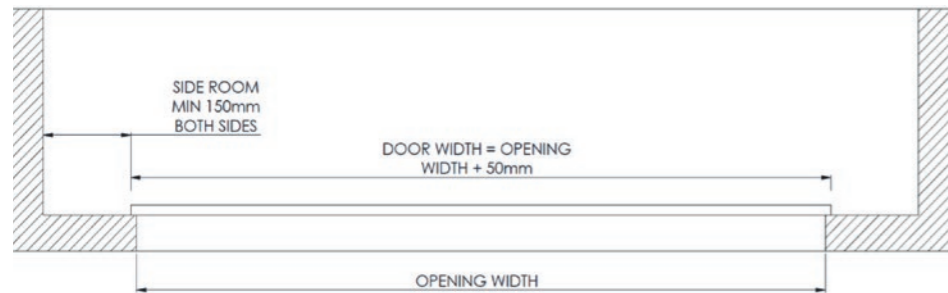 SIDE ROOM
MIN 150mm
BOTH SIDES
DOOR WIDTH = OPENING
WIDTH + 50mm
OPENING WIDTH